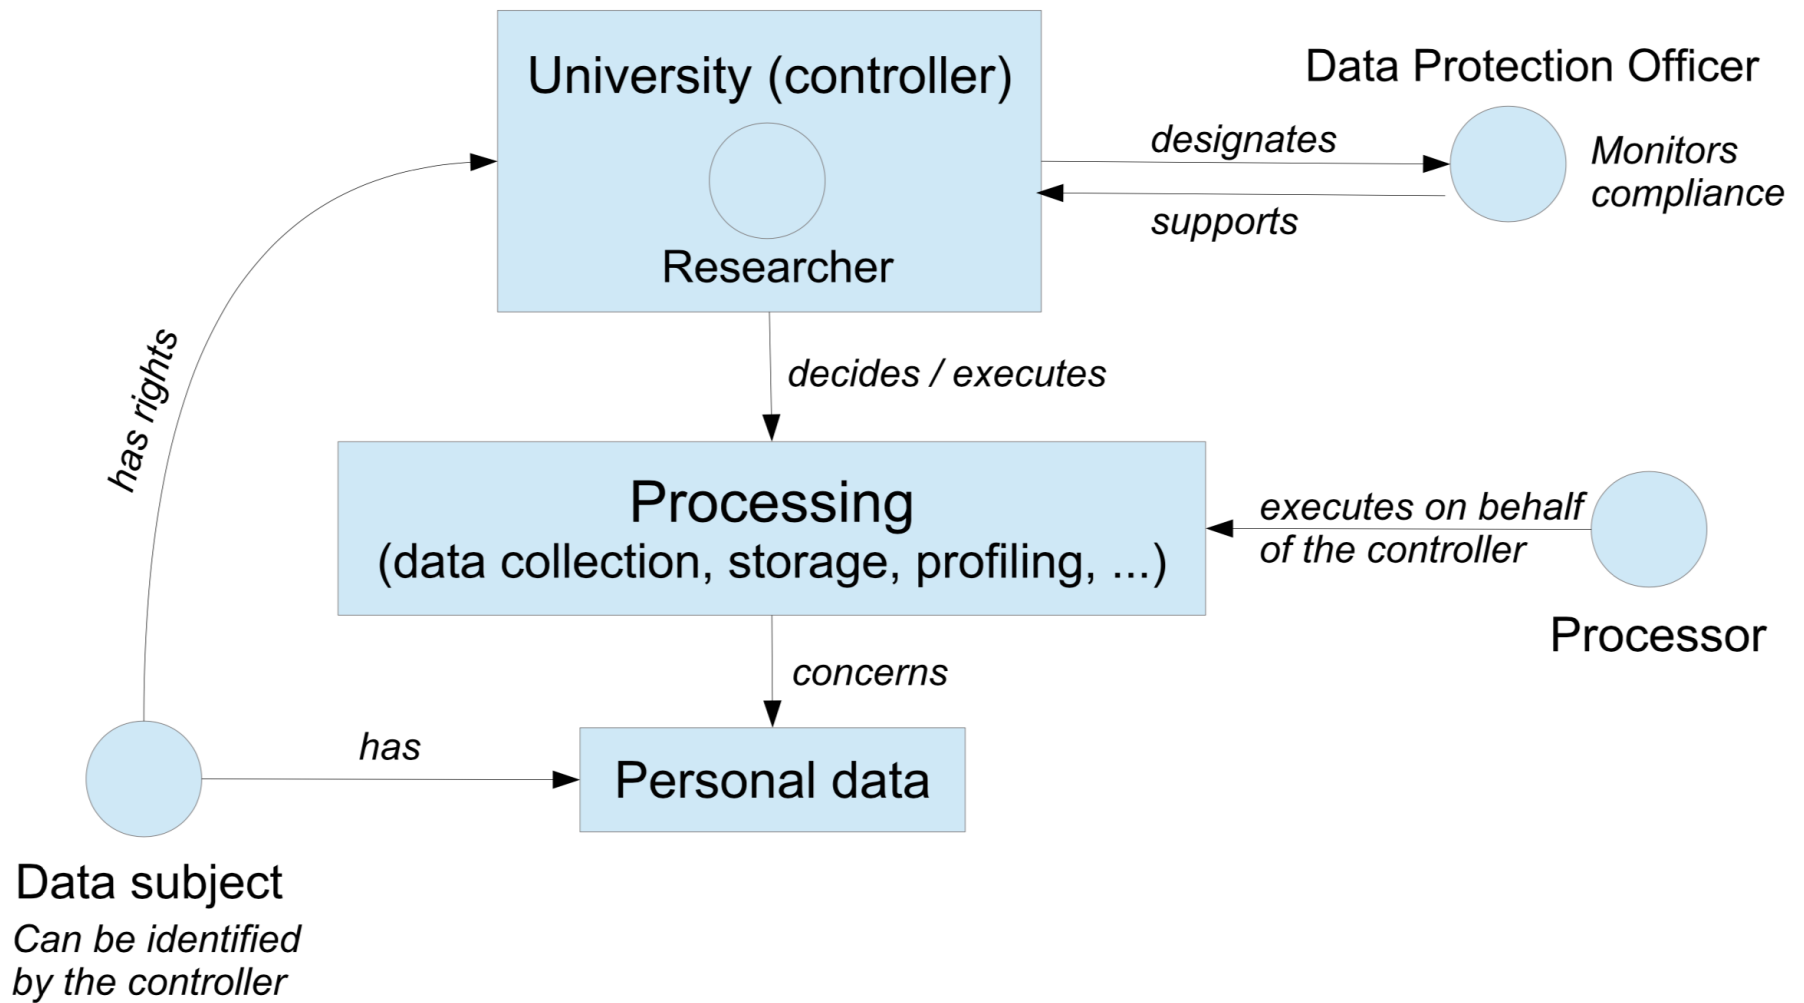 University (controller)
Researcher
Data Protection Officer
designates
Monitors
compliance
supports
has rights
decides / executes
Processing
(data collection, storage, profiling, ...)
executes on behalf
of the controller
Processor
concerns
has
Personal data
Data subject
Can be identified
by the controller